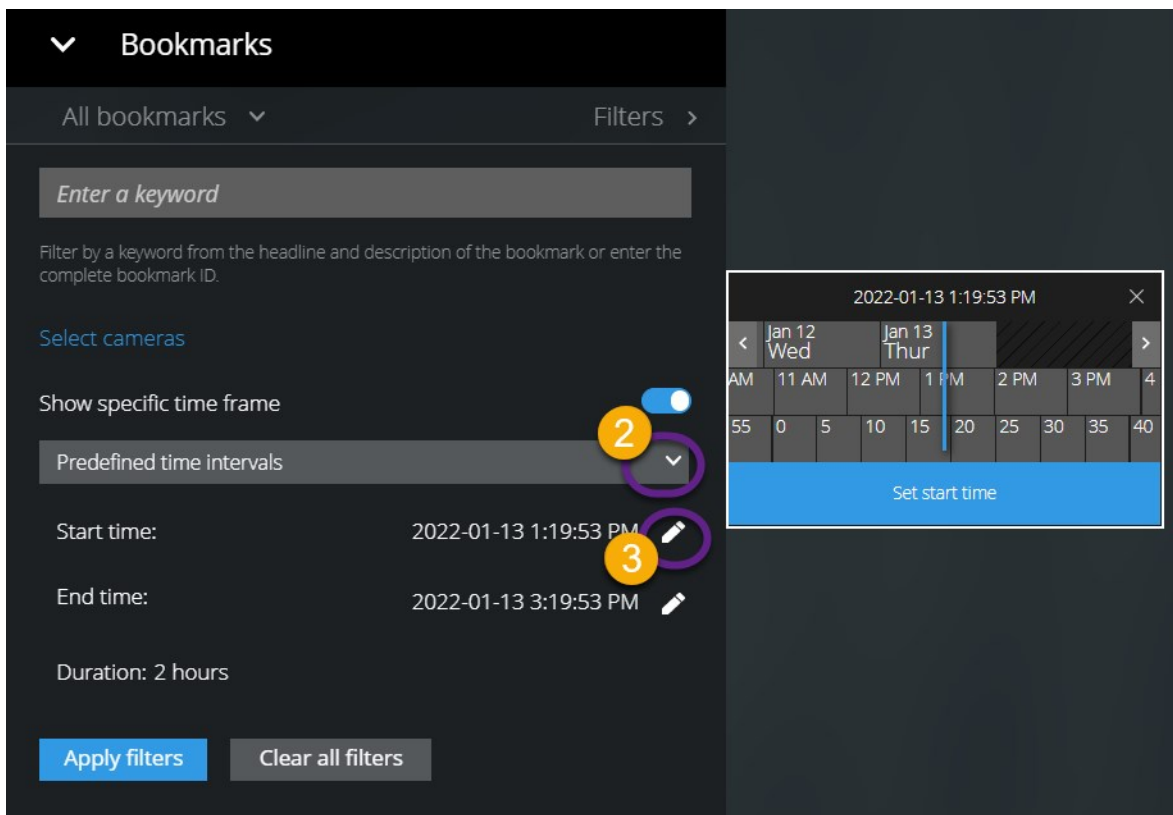 Bookmarks
All bookmarks
Filters
Enter a keyword
Filter by a keyword from the headline and description of the bookmark or enter the
complete bookmark ID.
Select cameras
Show specific time frame
2
Predefined time intervals
Start time:
2022-01-13 1:19:53 PM
3
End time:
2022-01-13 3:19:53 PM
Duration: 2 hours
Apply filters
Clear all filters
2022-01-13 1:19:53 PM
Jan 12 Jan 13
Wed Thur
AM 11 AM 12 PM 1 PM 2 PM 3 PM 4
55 0 5 10 15 20 25 30 35 40
Set start time